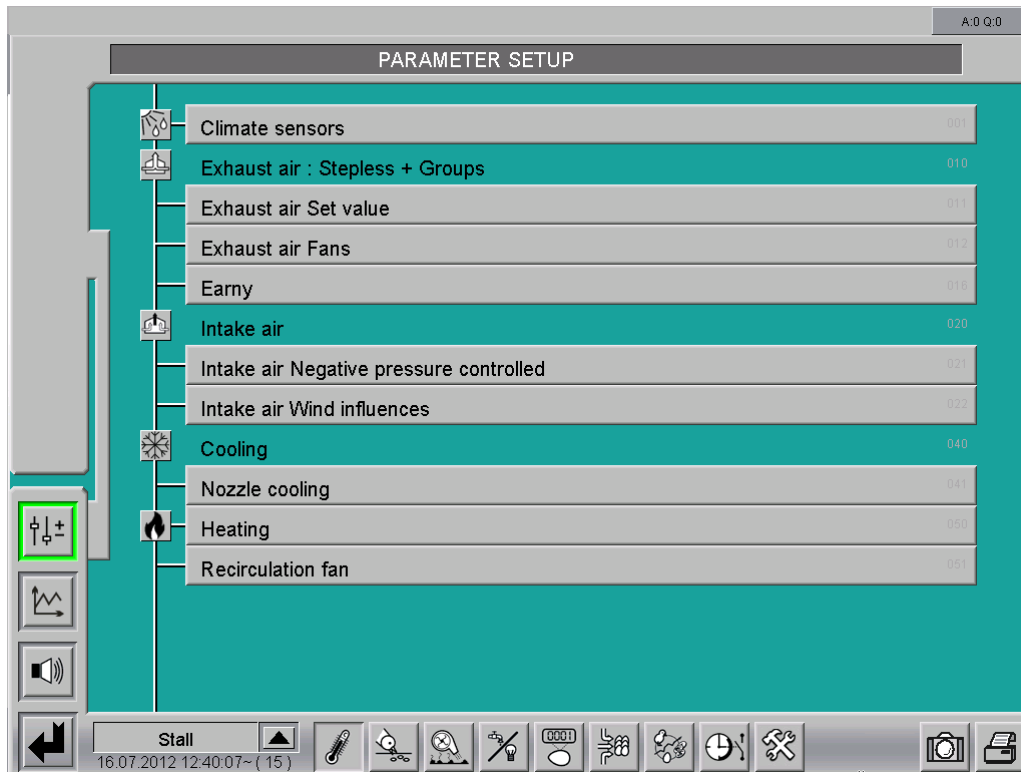 A:0 Q:0
PARAMETER SETUP
Climate sensors 001
Exhaust air : Stepless + Groups 010
Exhaust air Set value 011
Exhaust air Fans 012
Earny 016
Intake air 020
Intake air Negative pressure controlled 021
Intake air Wind influences 022
Cooling 040
Nozzle cooling 041
Heating 050
Recirculation fan 051
Stall
16.07.2012 12:40:07~( 15 )
0001